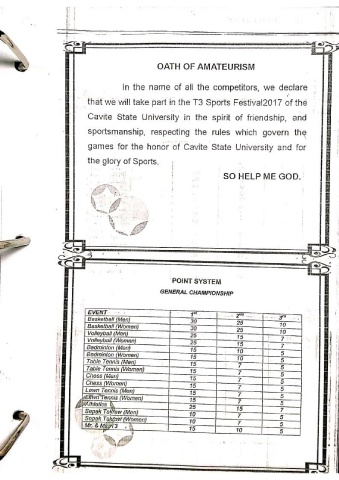 OATH OF AMATEURISM
In the name of all the competitors, we declare
that we will take part in the T3 Sports Festival2017 of the
Cavite State University in the spirit of friendship, and
sportsmanship, respecting the rules which govern the
games for the honor of Cavite State University and for
the glory of Sports.
SO HELP ME GOD.
POINT SYSTEM
GENERAL CHAMPIONSHIP
EVENT 1st 2nd 3rd
Basketball (Men) 30 25 10
Basketball (Women) 30 25 10
Volleyball (Men) 25 15 7
Volleyball (Women) 25 15 7
Badminton (Men) 15 10 5
Badminton (Women) 15 10 5
Table Tennis (Men) 15 7 5
Table Tennis (Women) 15 7 5
Chess (Men) 15 7 5
Chess (Women) 15 7 5
Lawn Tennis (Men) 15 7 5
Lawn Tennis (Women) 15 7 5
Athletics 25 15 7
Sepak Takraw (Men) 10 7 5
Sepak Takraw (Women) 10 7 5
Mr. & Ms. T3 15 10 5